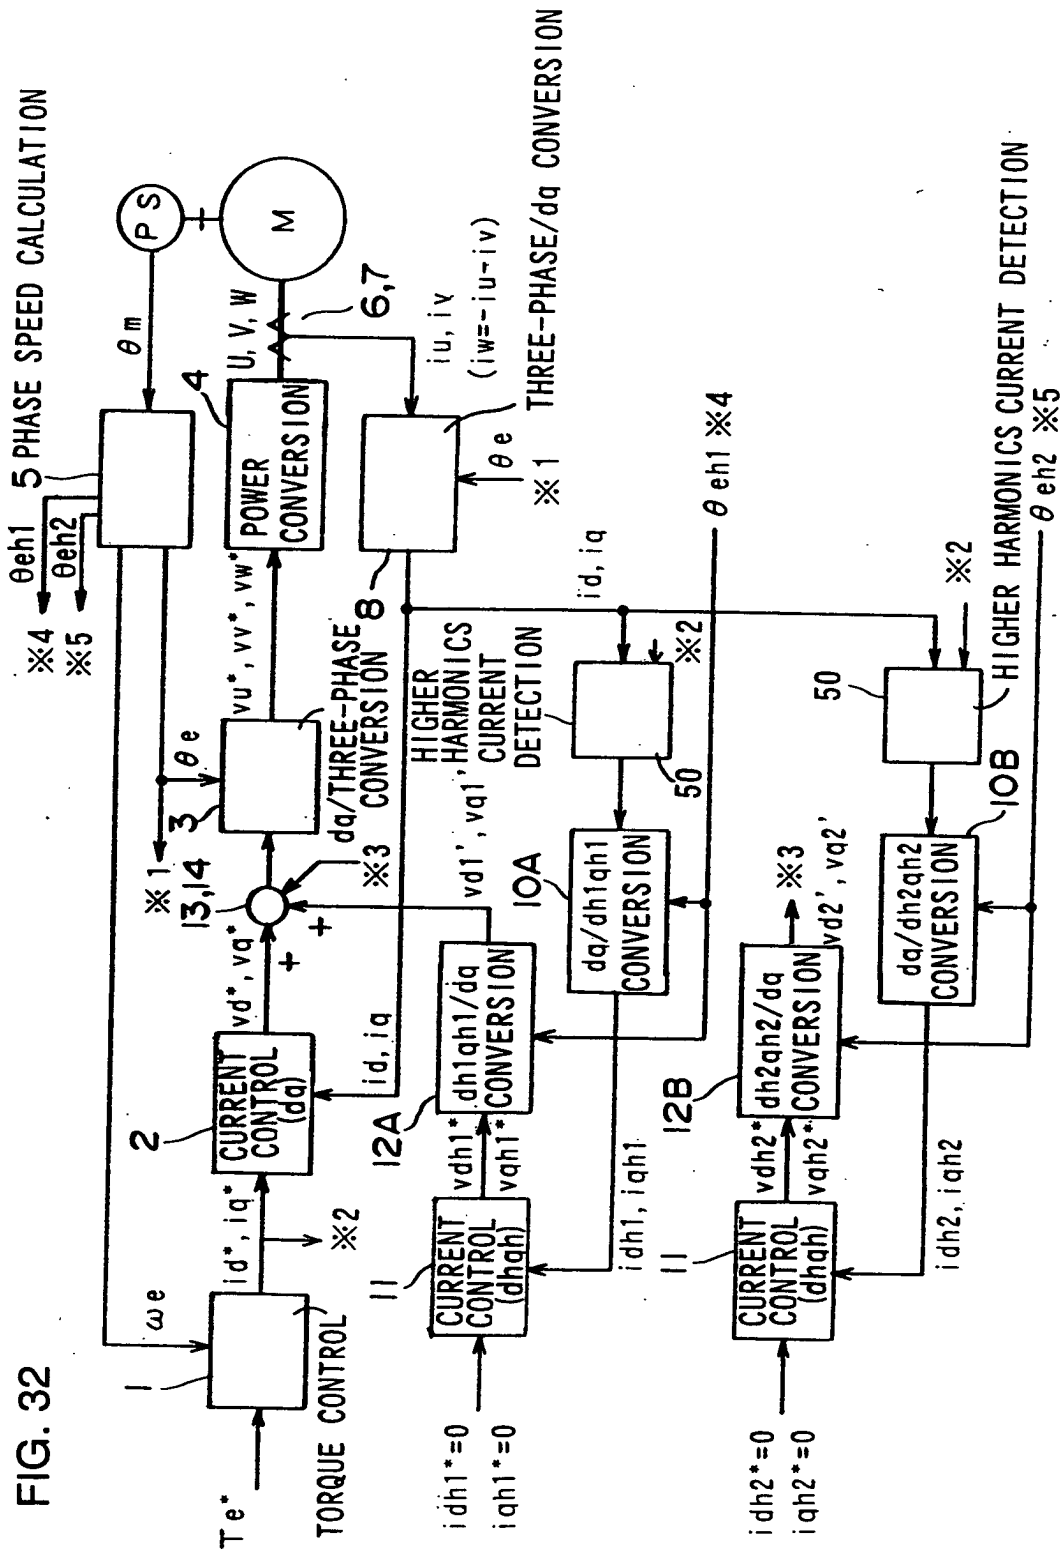 FIG. 32
Te*
1
TORQUE CONTROL
ωe
id*, iq*
※2
2
CURRENT
CONTROL
(dq)
id, iq
vd*, vq*
+
+
13,14
※3
※1
θe
3
dq/THREE-PHASE
CONVERSION
vu*, vv*, vw*
4
POWER
CONVERSION
U, V, W
6,7
M
PS
θm
5 PHASE SPEED CALCULATION
θeh1
※4
θeh2
※5
iu, iv
(iw=-iu-iv)
8
THREE-PHASE/dq CONVERSION
θe
※1
idh1*=0
iqh1*=0
11
CURRENT
CONTROL
(dhqh)
vdh1*
vqh1*
12A
dh1qh1/dq
CONVERSION
vd1', vq1'
idh1, iqh1
10A
dq/dh1qh1
CONVERSION
HIGHER
HARMONICS
CURRENT
DETECTION
50
※2
id, iq
θeh1 ※4
idh2*=0
iqh2*=0
11
CURRENT
CONTROL
(dhqh)
vdh2*
vqh2*
12B
dh2qh2/dq
CONVERSION
※3
vd2', vq2'
idh2, iqh2
dq/dh2qh2
CONVERSION
10B
50
※2
HIGHER HARMONICS CURRENT DETECTION
θeh2 ※5